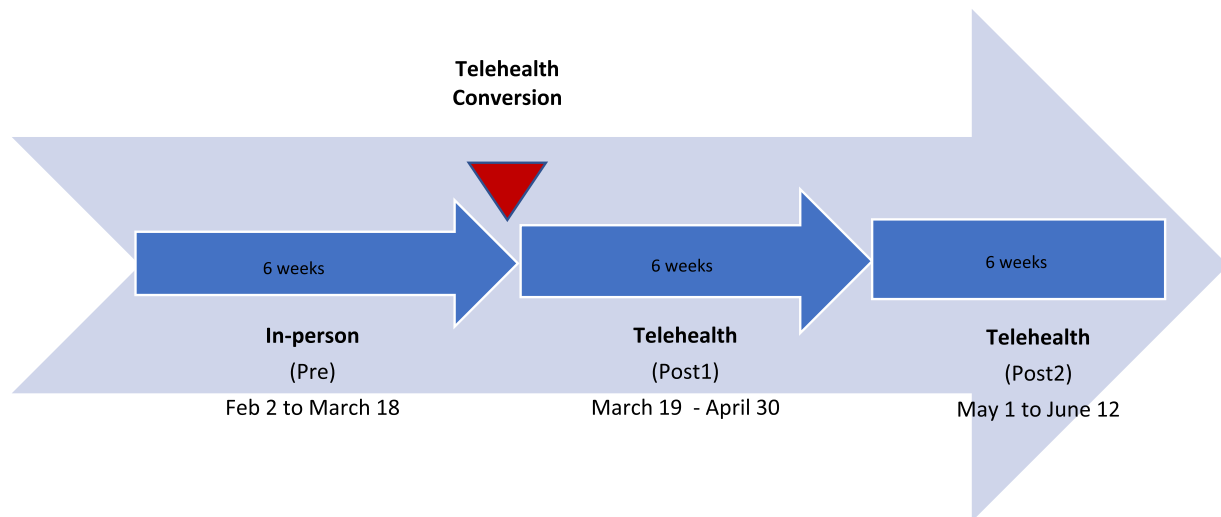 Telehealth
Conversion
6 weeks
6 weeks
6 weeks
In-person
(Pre)
Feb 2 to March 18
Telehealth
(Post1)
March 19  - April 30
Telehealth
(Post2)
May 1 to June 12